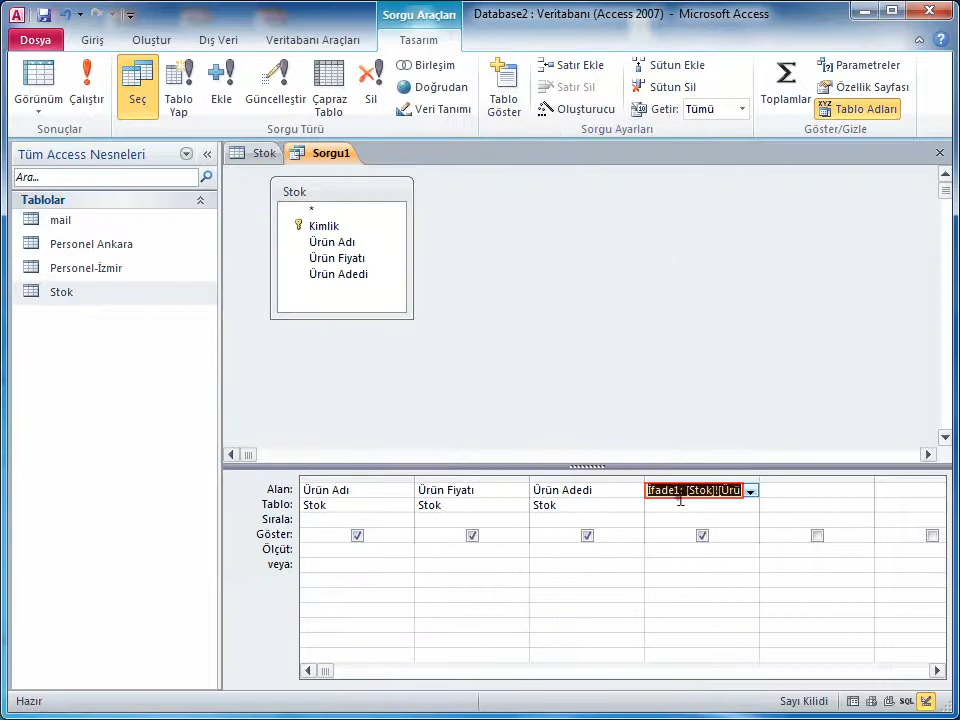 Sorgu Araçları
Database2 : Veritabanı (Access 2007) - Microsoft Access
Dosya
Giriş
Oluştur
Dış Veri
Veritabanı Araçları
Tasarım
Görünüm
Çalıştır
Sonuçlar
Seç
Tablo
Yap
Ekle
Güncelleştir
Çapraz
Tablo
Sil
Birleşim
Doğrudan
Veri Tanımı
Sorgu Türü
Tablo
Göster
Satır Ekle
Satır Sil
Oluşturucu
Sütun Ekle
Sütun Sil
Getir: Tümü
Sorgu Ayarları
Toplamlar
Parametreler
Özellik Sayfası
Tablo Adları
Göster/Gizle
Tüm Access Nesneleri
Ara...
Tablolar
mail
Personel Ankara
Personel-İzmir
Stok
Stok
Sorgu1
Stok
*
Kimlik
Ürün Adı
Ürün Fiyatı
Ürün Adedi
Alan: Ürün Adı Ürün Fiyatı Ürün Adedi İfade1: [Stok]![Ürü
Tablo: Stok Stok Stok
Sırala:
Göster:
Ölçüt:
veya:
Hazır
Sayı Kilidi
SQL